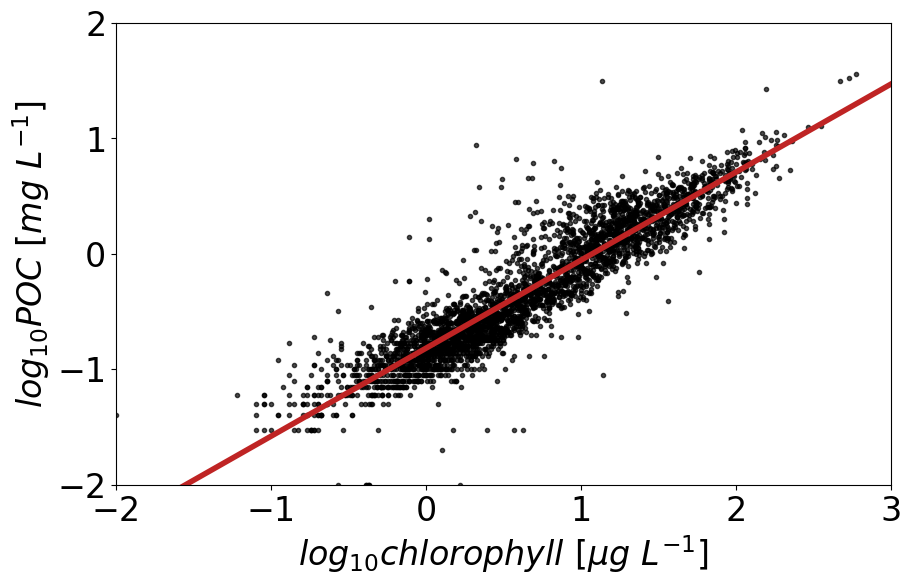 2
1
0
−1
−2
log₁₀POC [mg L⁻¹]
−2 −1 0 1 2 3
log₁₀chlorophyll [μg L⁻¹]